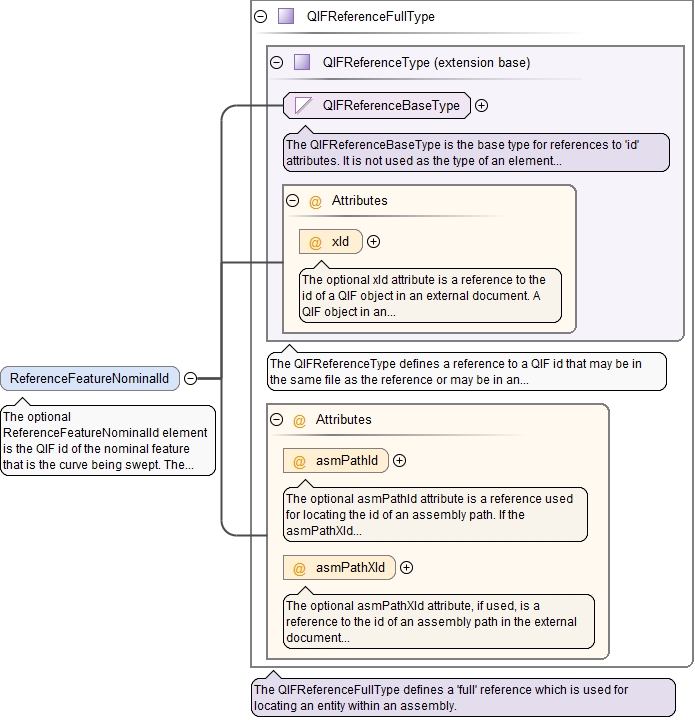 QIFReferenceFullType
QIFReferenceType (extension base)
QIFReferenceBaseType
The QIFReferenceBaseType is the base type for references to 'id'
attributes. It is not used as the type of an element...
@ Attributes
@ xId
The optional xId attribute is a reference to the
id of a QIF object in an external document. A
QIF object in an...
The QIFReferenceType defines a reference to a QIF id that may be in
the same file as the reference or may be in an...
ReferenceFeatureNominalId
The optional
ReferenceFeatureNominalId element
is the QIF id of the nominal feature
that is the curve being swept. The...
@ Attributes
@ asmPathId
The optional asmPathId attribute is a reference used
for locating the id of an assembly path. If the
asmPathXId...
@ asmPathXId
The optional asmPathXId attribute, if used, is a
reference to the id of an assembly path in the external
document...
The QIFReferenceFullType defines a 'full' reference which is used for
locating an entity within an assembly.